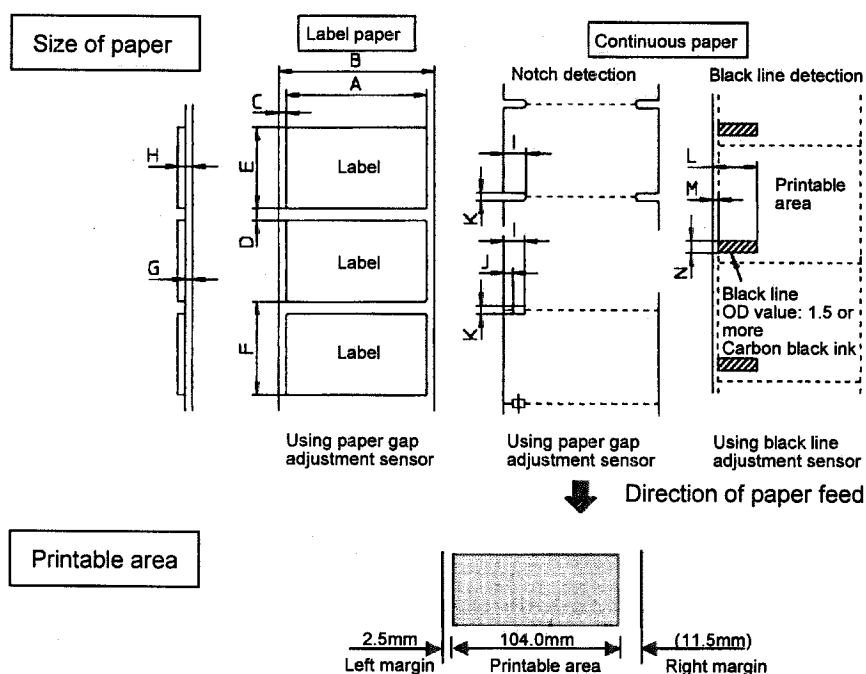 Size of paper
Label paper
Continuous paper
B
A
C
H
E
Label
D
G
Label
F
Label
Notch detection
I
K
I
J
K
Black line detection
L
M
Printable
area
N
Black line
OD value: 1.5 or
more
Carbon black ink
Using paper gap
adjustment sensor
Using paper gap
adjustment sensor
Using black line
adjustment sensor
Direction of paper feed
Printable area
2.5mm
Left margin
104.0mm
Printable area
(11.5mm)
Right margin